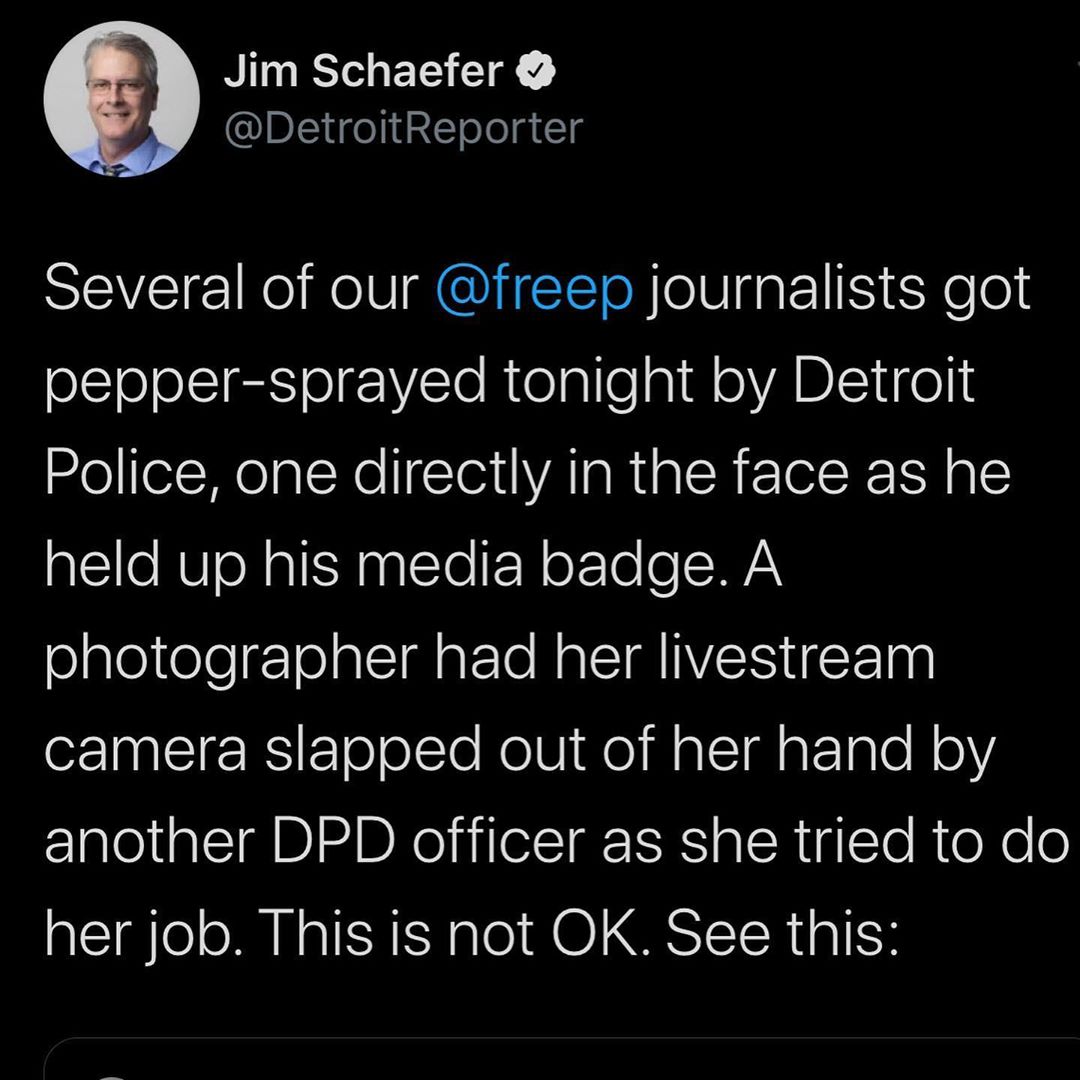 Jim Schaefer
@DetroitReporter
Several of our @freep journalists got
pepper-sprayed tonight by Detroit
Police, one directly in the face as he
held up his media badge. A
photographer had her livestream
camera slapped out of her hand by
another DPD officer as she tried to do
her job. This is not OK. See this: